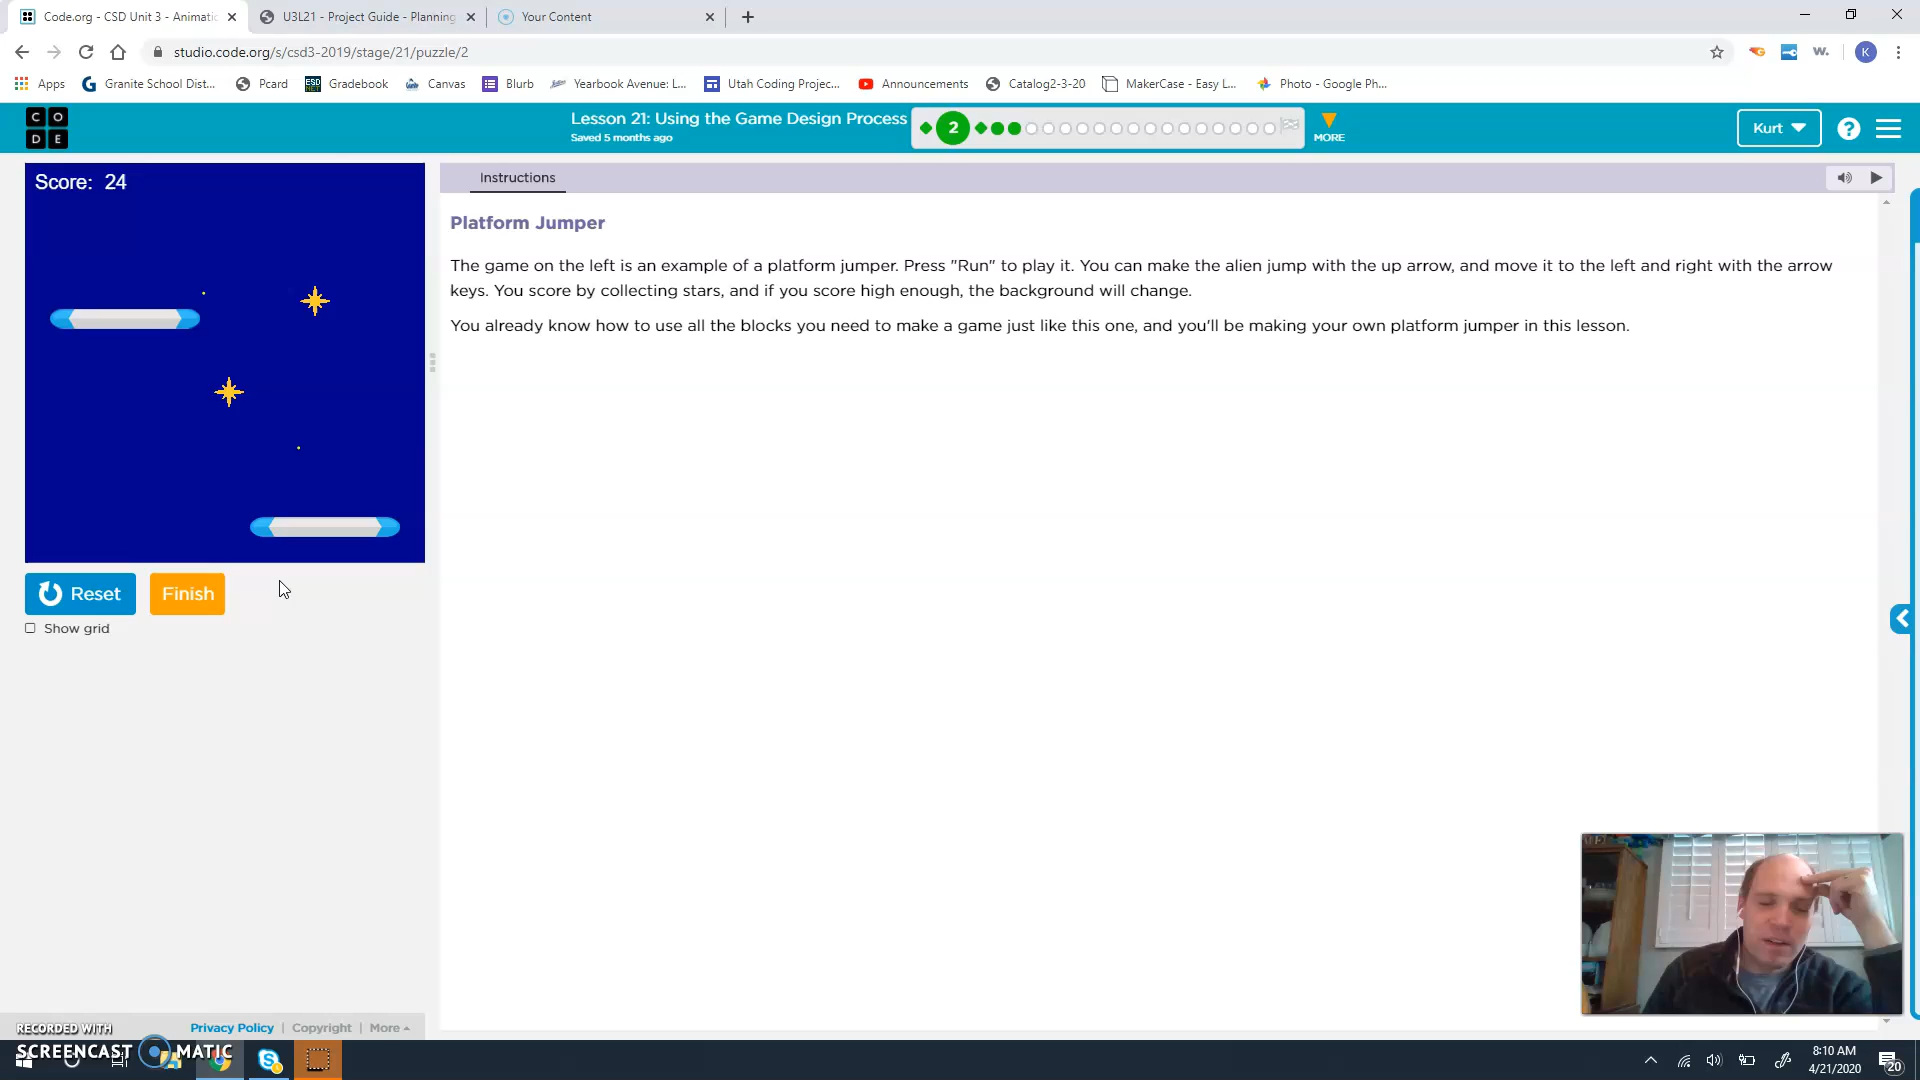 Code.org - CSD Unit 3 - Animatic
U3L21 - Project Guide - Planning
Your Content
studio.code.org/s/csd3-2019/stage/21/puzzle/2
K
Apps
Granite School Dist...
Pcard
Gradebook
Canvas
Blurb
Yearbook Avenue: L...
Utah Coding Projec...
Announcements
Catalog2-3-20
MakerCase - Easy L...
Photo - Google Ph...
C O
D E
Lesson 21: Using the Game Design Process
Saved 5 months ago
2
MORE
Kurt
?
Score: 24
Instructions
Platform Jumper
The game on the left is an example of a platform jumper. Press "Run" to play it. You can make the alien jump with the up arrow, and move it to the left and right with the arrow
keys. You score by collecting stars, and if you score high enough, the background will change.
You already know how to use all the blocks you need to make a game just like this one, and you'll be making your own platform jumper in this lesson.
Reset
Finish
Show grid
Privacy Policy | Copyright | More
RECORDED WITH
SCREENCAST MATIC
8:10 AM
4/21/2020
20